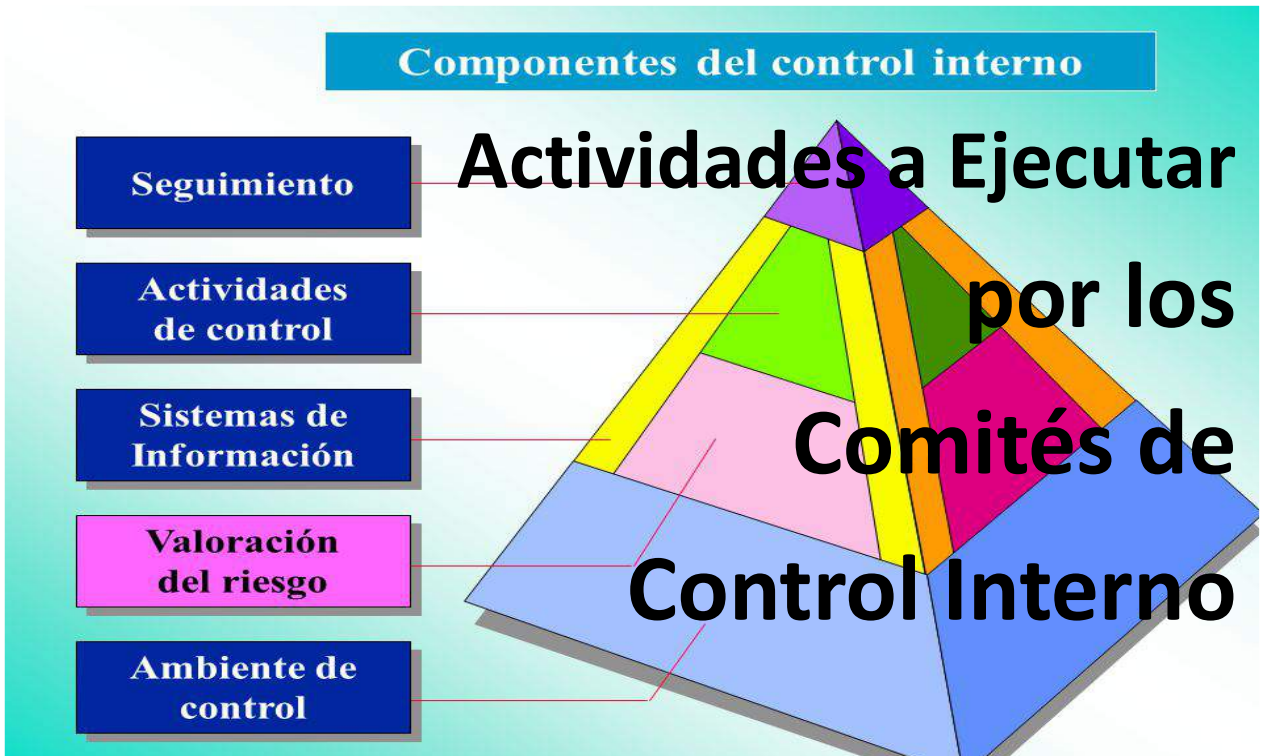 Componentes del control interno
Actividades a Ejecutar
por los
Comités de
Control Interno
Seguimiento
Actividades
de control
Sistemas de
Información
Valoración
del riesgo
Ambiente de
control